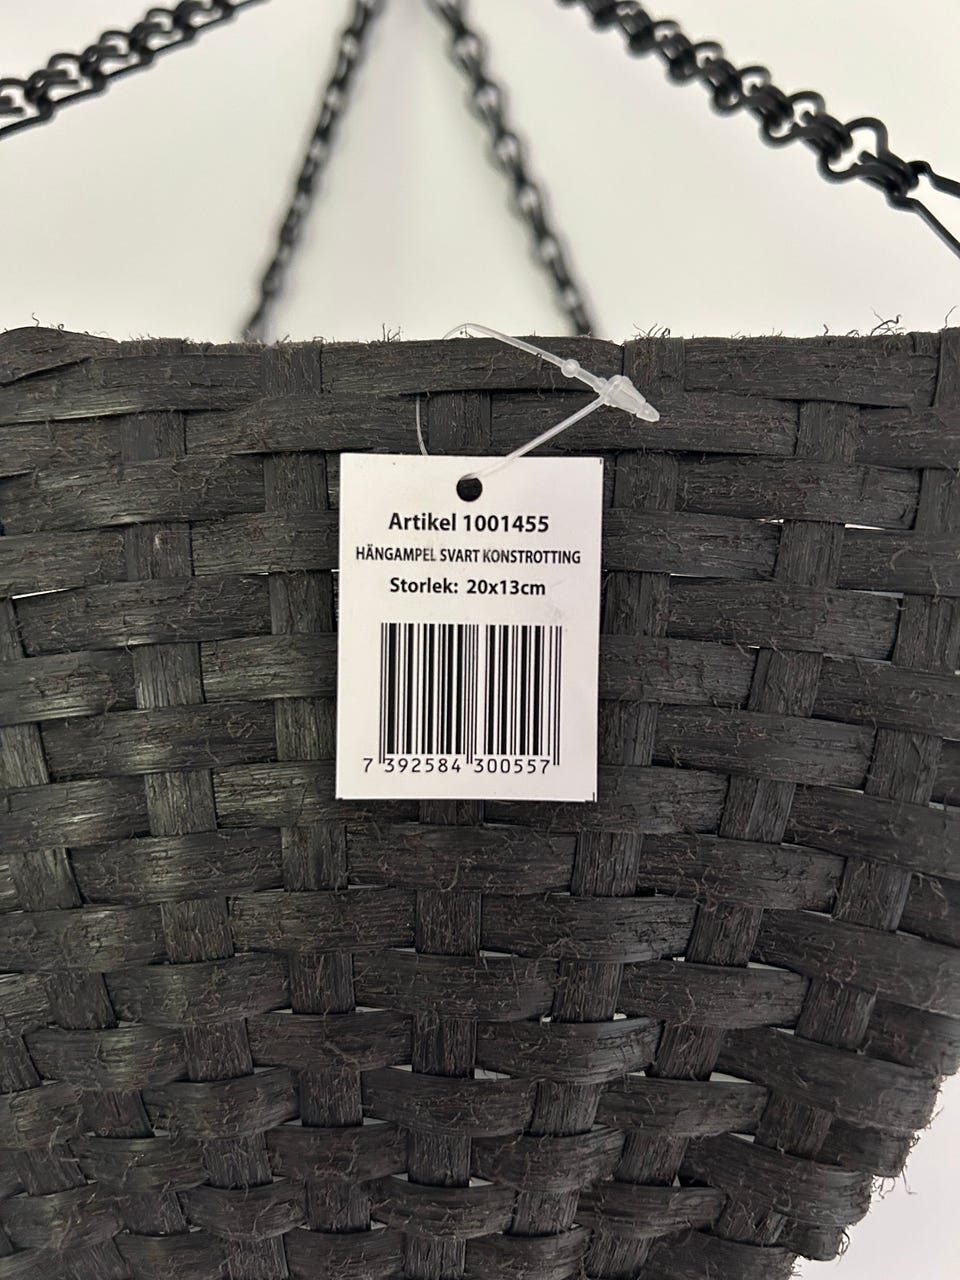 Artikel 1001455
HÄNGAMPEL SVART KONSTROTTING
Storlek: 20x13cm
7 392584 300557